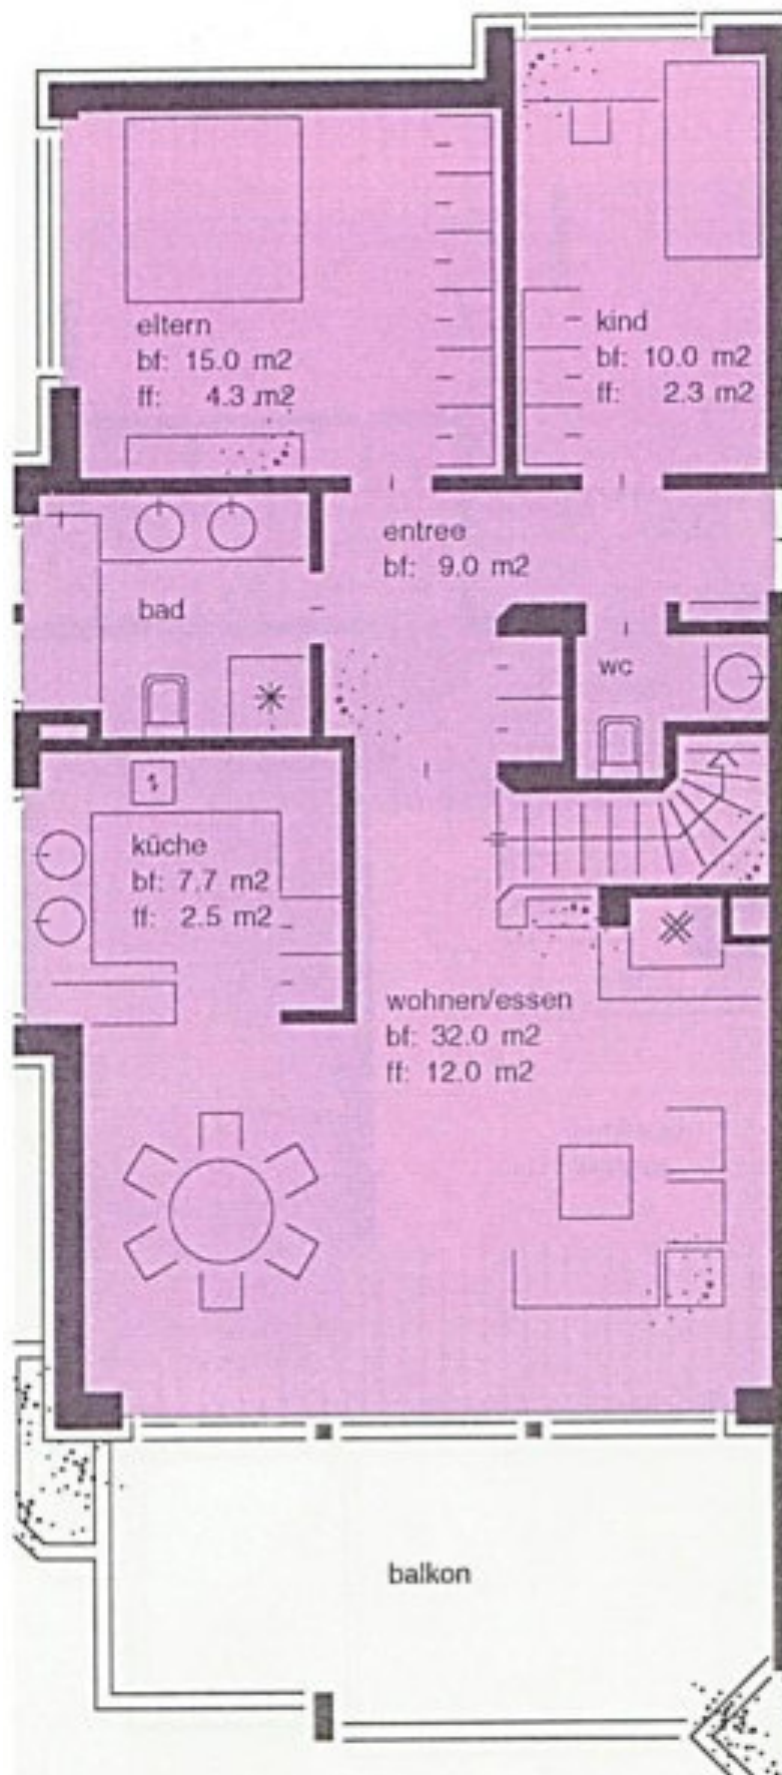 eltern
bf: 15.0 m2
ff: 4.3 m2
kind
bf: 10.0 m2
ff: 2.3 m2
entree
bf: 9.0 m2
bad
wc
küche
bf: 7.7 m2
ff: 2.5 m2
wohnen/essen
bf: 32.0 m2
ff: 12.0 m2
balkon